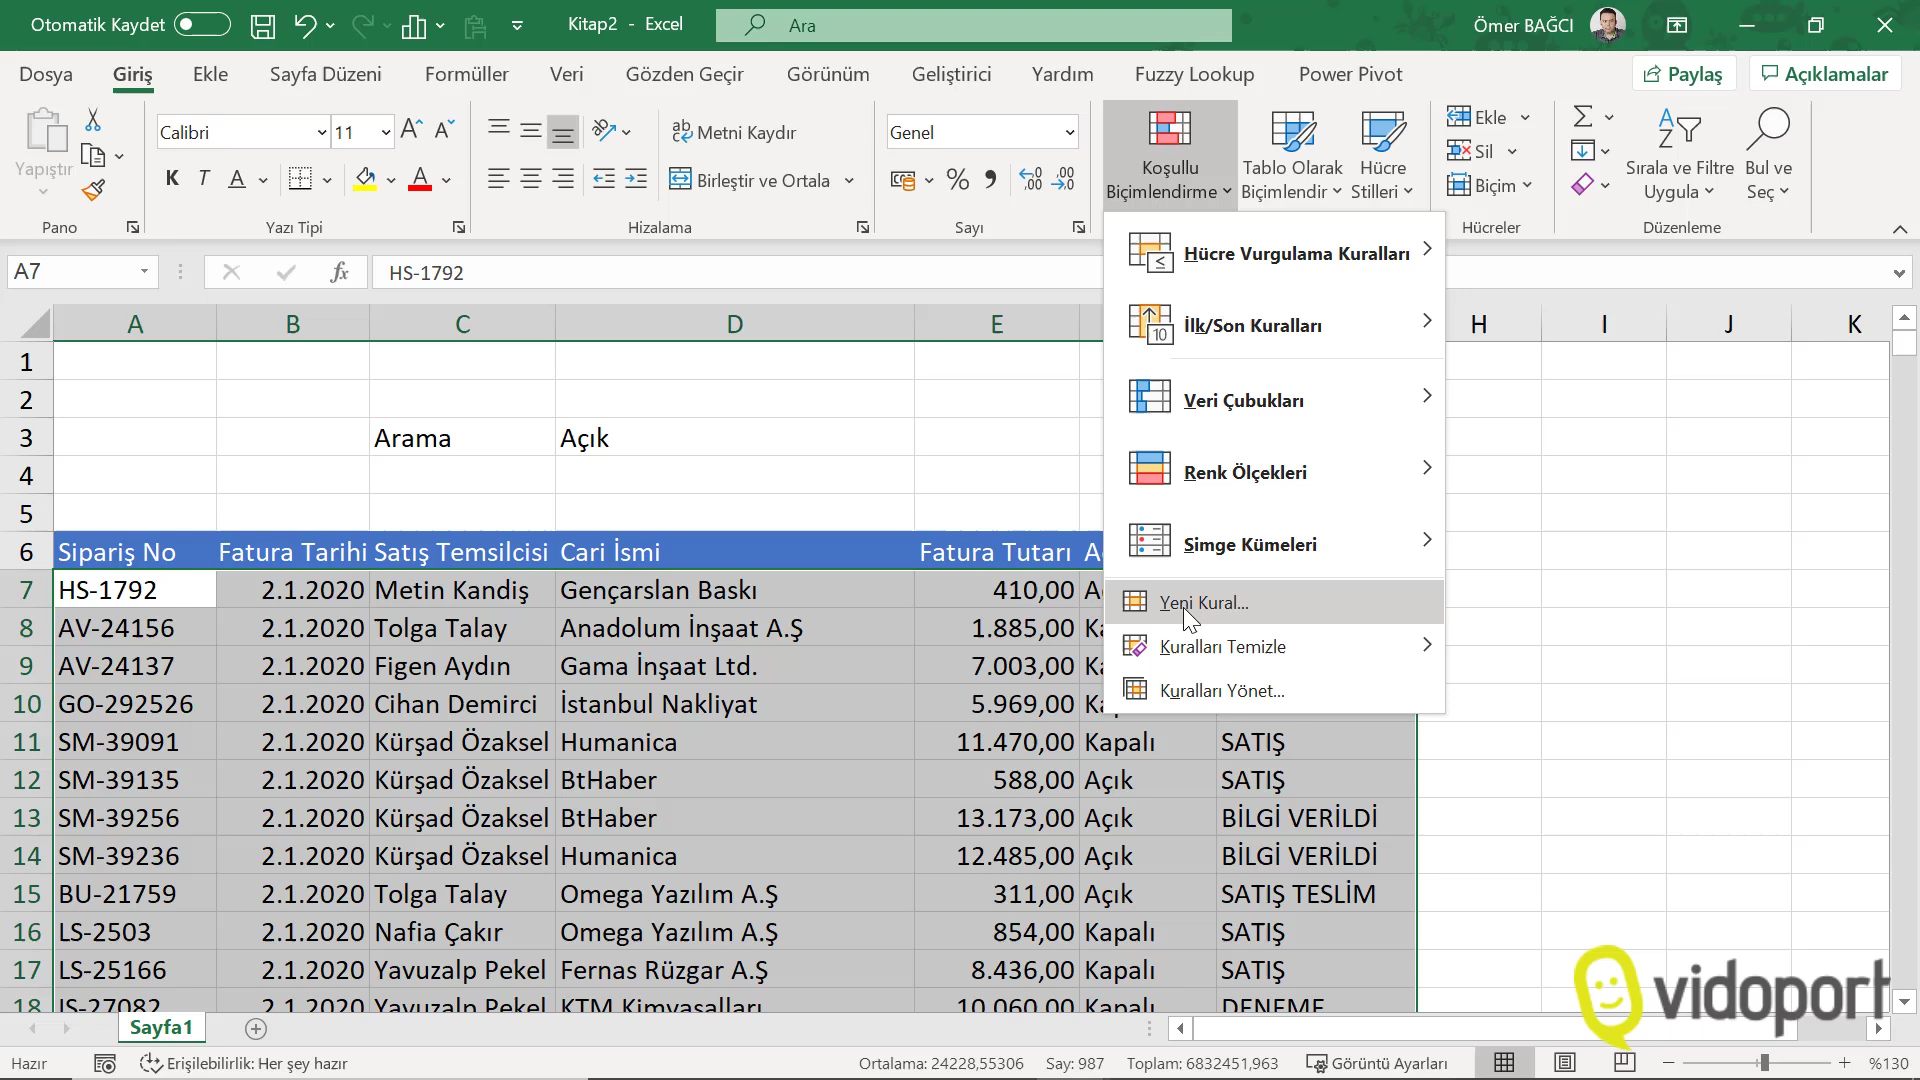 Otomatik Kaydet
Kitap2 - Excel
Ara
Ömer BAĞCI
Dosya Giriş Ekle Sayfa Düzeni Formüller Veri Gözden Geçir Görünüm Geliştirici Yardım Fuzzy Lookup Power Pivot
Paylaş
Açıklamalar
Yapıştır
Pano
Calibri 11
K T A A
Yazı Tipi
Metni Kaydır
Birleştir ve Ortala
Hizalama
Genel
Sayı
Koşullu
Biçimlendirme
Tablo Olarak
Biçimlendir
Hücre
Stilleri
Ekle
Sil
Biçim
Hücreler
Sırala ve Filtre
Uygula
Bul ve
Seç
Düzenleme
A7
fx
HS-1792
Hücre Vurgulama Kuralları
İlk/Son Kuralları
Veri Çubukları
Renk Ölçekleri
Simge Kümeleri
Yeni Kural...
Kuralları Temizle
Kuralları Yönet...
A B C D E H I J K
1
2
3 Arama Açık
4
5
6 Sipariş No Fatura Tarihi Satış Temsilcisi Cari İsmi Fatura Tutarı
7 HS-1792 2.1.2020 Metin Kandiş Gençarslan Baskı 410,00
8 AV-24156 2.1.2020 Tolga Talay Anadolum İnşaat A.Ş 1.885,00
9 AV-24137 2.1.2020 Figen Aydın Gama İnşaat Ltd. 7.003,00
10 GO-292526 2.1.2020 Cihan Demirci İstanbul Nakliyat 5.969,00
11 SM-39091 2.1.2020 Kürşad Özaksel Humanica 11.470,00 Kapalı SATIŞ
12 SM-39135 2.1.2020 Kürşad Özaksel BtHaber 588,00 Açık SATIŞ
13 SM-39256 2.1.2020 Kürşad Özaksel BtHaber 13.173,00 Açık BİLGİ VERİLDİ
14 SM-39236 2.1.2020 Kürşad Özaksel Humanica 12.485,00 Açık BİLGİ VERİLDİ
15 BU-21759 2.1.2020 Tolga Talay Omega Yazılım A.Ş 311,00 Açık SATIŞ TESLİM
16 LS-2503 2.1.2020 Nafia Çakır Omega Yazılım A.Ş 854,00 Kapalı SATIŞ
17 LS-25166 2.1.2020 Yavuzalp Pekel Fernas Rüzgar A.Ş 8.436,00 Kapalı SATIŞ
18 IS-27082 2.1.2020 Yavuzalp Pekel KTM Kimyasalları 10.060,00 Kapalı DENEME
vidoport
Sayfa1
Hazır
Erişilebilirlik: Her şey hazır
Ortalama: 24228,55306 Say: 987 Toplam: 6832451,963
Görüntü Ayarları
%130